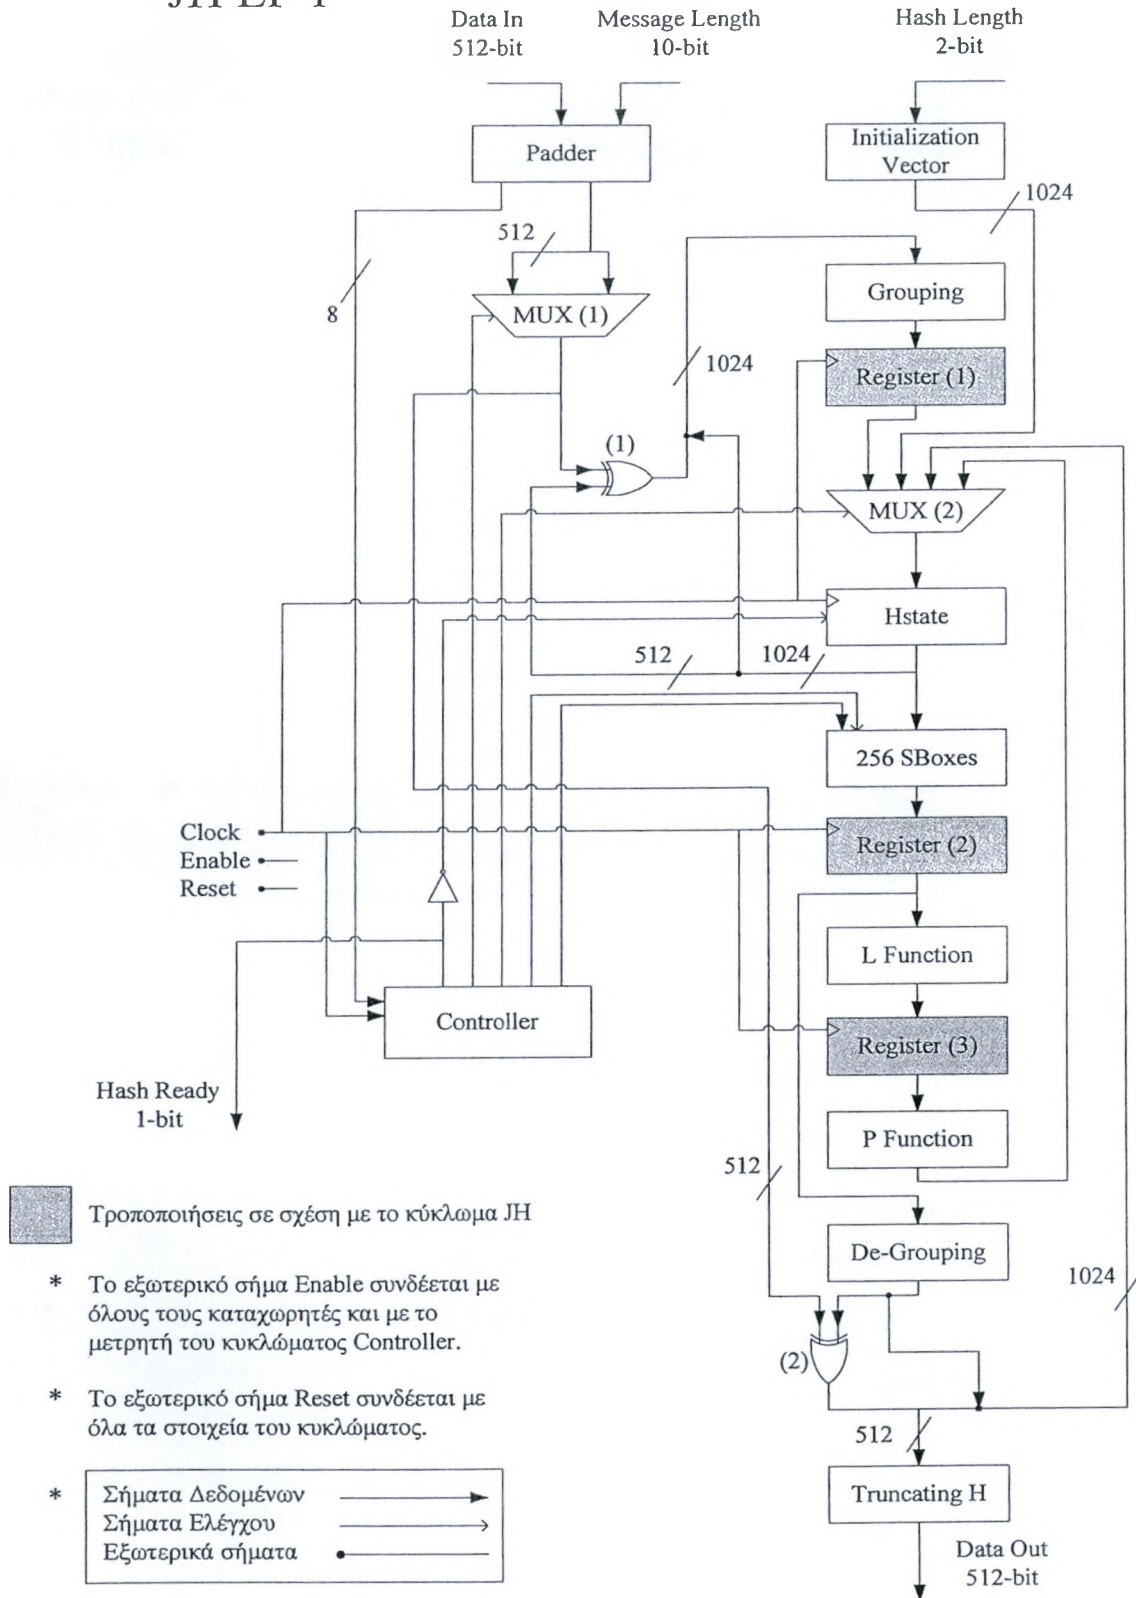 Data In
512-bit
Message Length
10-bit
Hash Length
2-bit
Padder
Initialization
Vector
1024
512
8
MUX (1)
Grouping
1024
Register (1)
(1)
MUX (2)
Hstate
512
1024
256 SBoxes
Clock
Enable
Reset
Register (2)
L Function
Controller
Register (3)
Hash Ready
1-bit
P Function
512
Τροποποιήσεις σε σχέση με το κύκλωμα JH
De-Grouping
1024
* Το εξωτερικό σήμα Enable συνδέεται με
όλους τους καταχωρητές και με το
μετρητή του κυκλώματος Controller.
(2)
* Το εξωτερικό σήμα Reset συνδέεται με
όλα τα στοιχεία του κυκλώματος.
512
*
Σήματα Δεδομένων
Σήματα Ελέγχου
Εξωτερικά σήματα
Truncating H
Data Out
512-bit